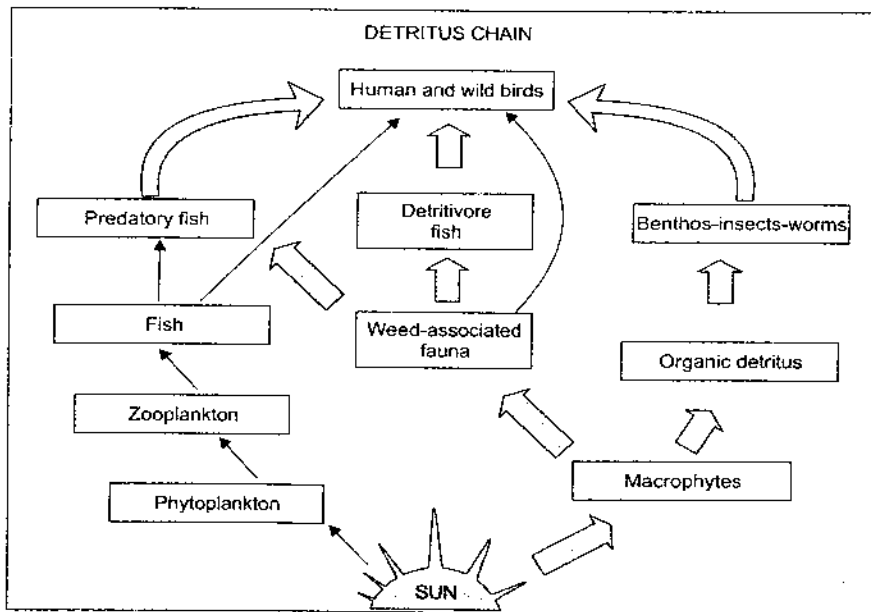 DETRITUS CHAIN
Human and wild birds
Predatory fish
Detritivore
fish
Benthos-insects-worms
Fish
Weed-associated
fauna
Organic detritus
Zooplankton
Macrophytes
Phytoplankton
SUN